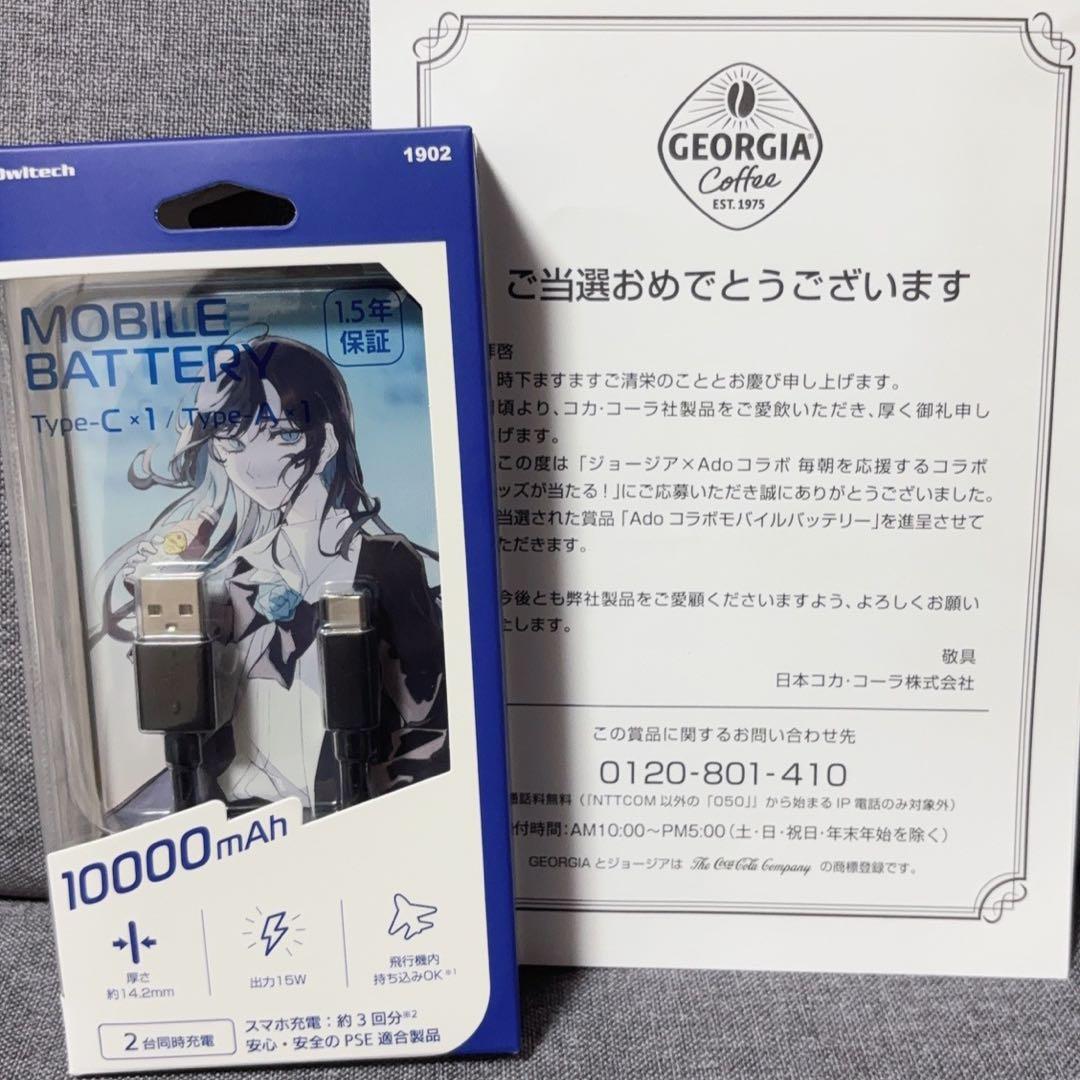 Owltech
1902
MOBILE
BATTERY
1.5年
保証
Type-C×1 / Type-A×1
10000mAh
厚さ
約14.2mm
出力15W
飛行機内
持ち込みOK※1
2台同時充電
スマホ充電：約3回分※2
安心・安全のPSE適合製品
GEORGIA
Coffee
EST.1975
ご当選おめでとうございます
拝啓
時下ますますご清栄のこととお慶び申し上げます。
頃より、コカ・コーラ社製品をご愛飲いただき、厚く御礼申し
げます。
この度は「ジョージア×Adoコラボ 毎朝を応援するコラボ
ッズが当たる！」にご応募いただき誠にありがとうございました。
当選された賞品「Ado コラボモバイルバッテリー」を進呈させて
ただきます。
今後とも弊社製品をご愛顧くださいますよう、よろしくお願い
たします。
敬具
日本コカ・コーラ株式会社
この賞品に関するお問い合わせ先
0120-801-410
通話料無料（「NTTCOM以外の「050」」から始まるIP電話のみ対象外）
付時間：AM10:00〜PM5:00（土・日・祝日・年末年始を除く）
GEORGIAとジョージアは The Coca-Cola Company の商標登録です。